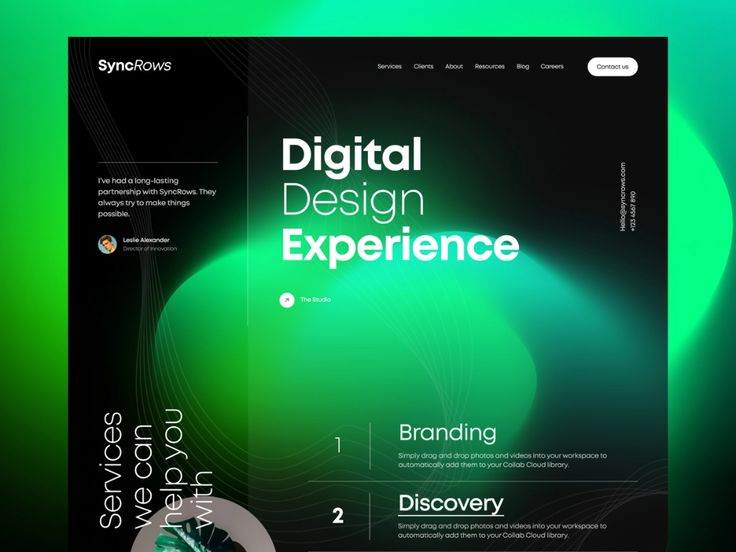 SyncRows
Services Clients About Resources Blog Careers
Contact us
I've had a long-lasting
partnership with SyncRows. They
always try to make things
possible.
Leslie Alexander
Director of Innovation
Digital
Design
Experience
The Studio
Hello@syncrows.com
+123 4567 890
Services
we can
help you
with
1
Branding
Simply drag and drop photos and videos into your workspace to
automatically add them to your Collab Cloud library.
2
Discovery
Simply drag and drop photos and videos into your workspace to
automatically add them to your Collab Cloud library.